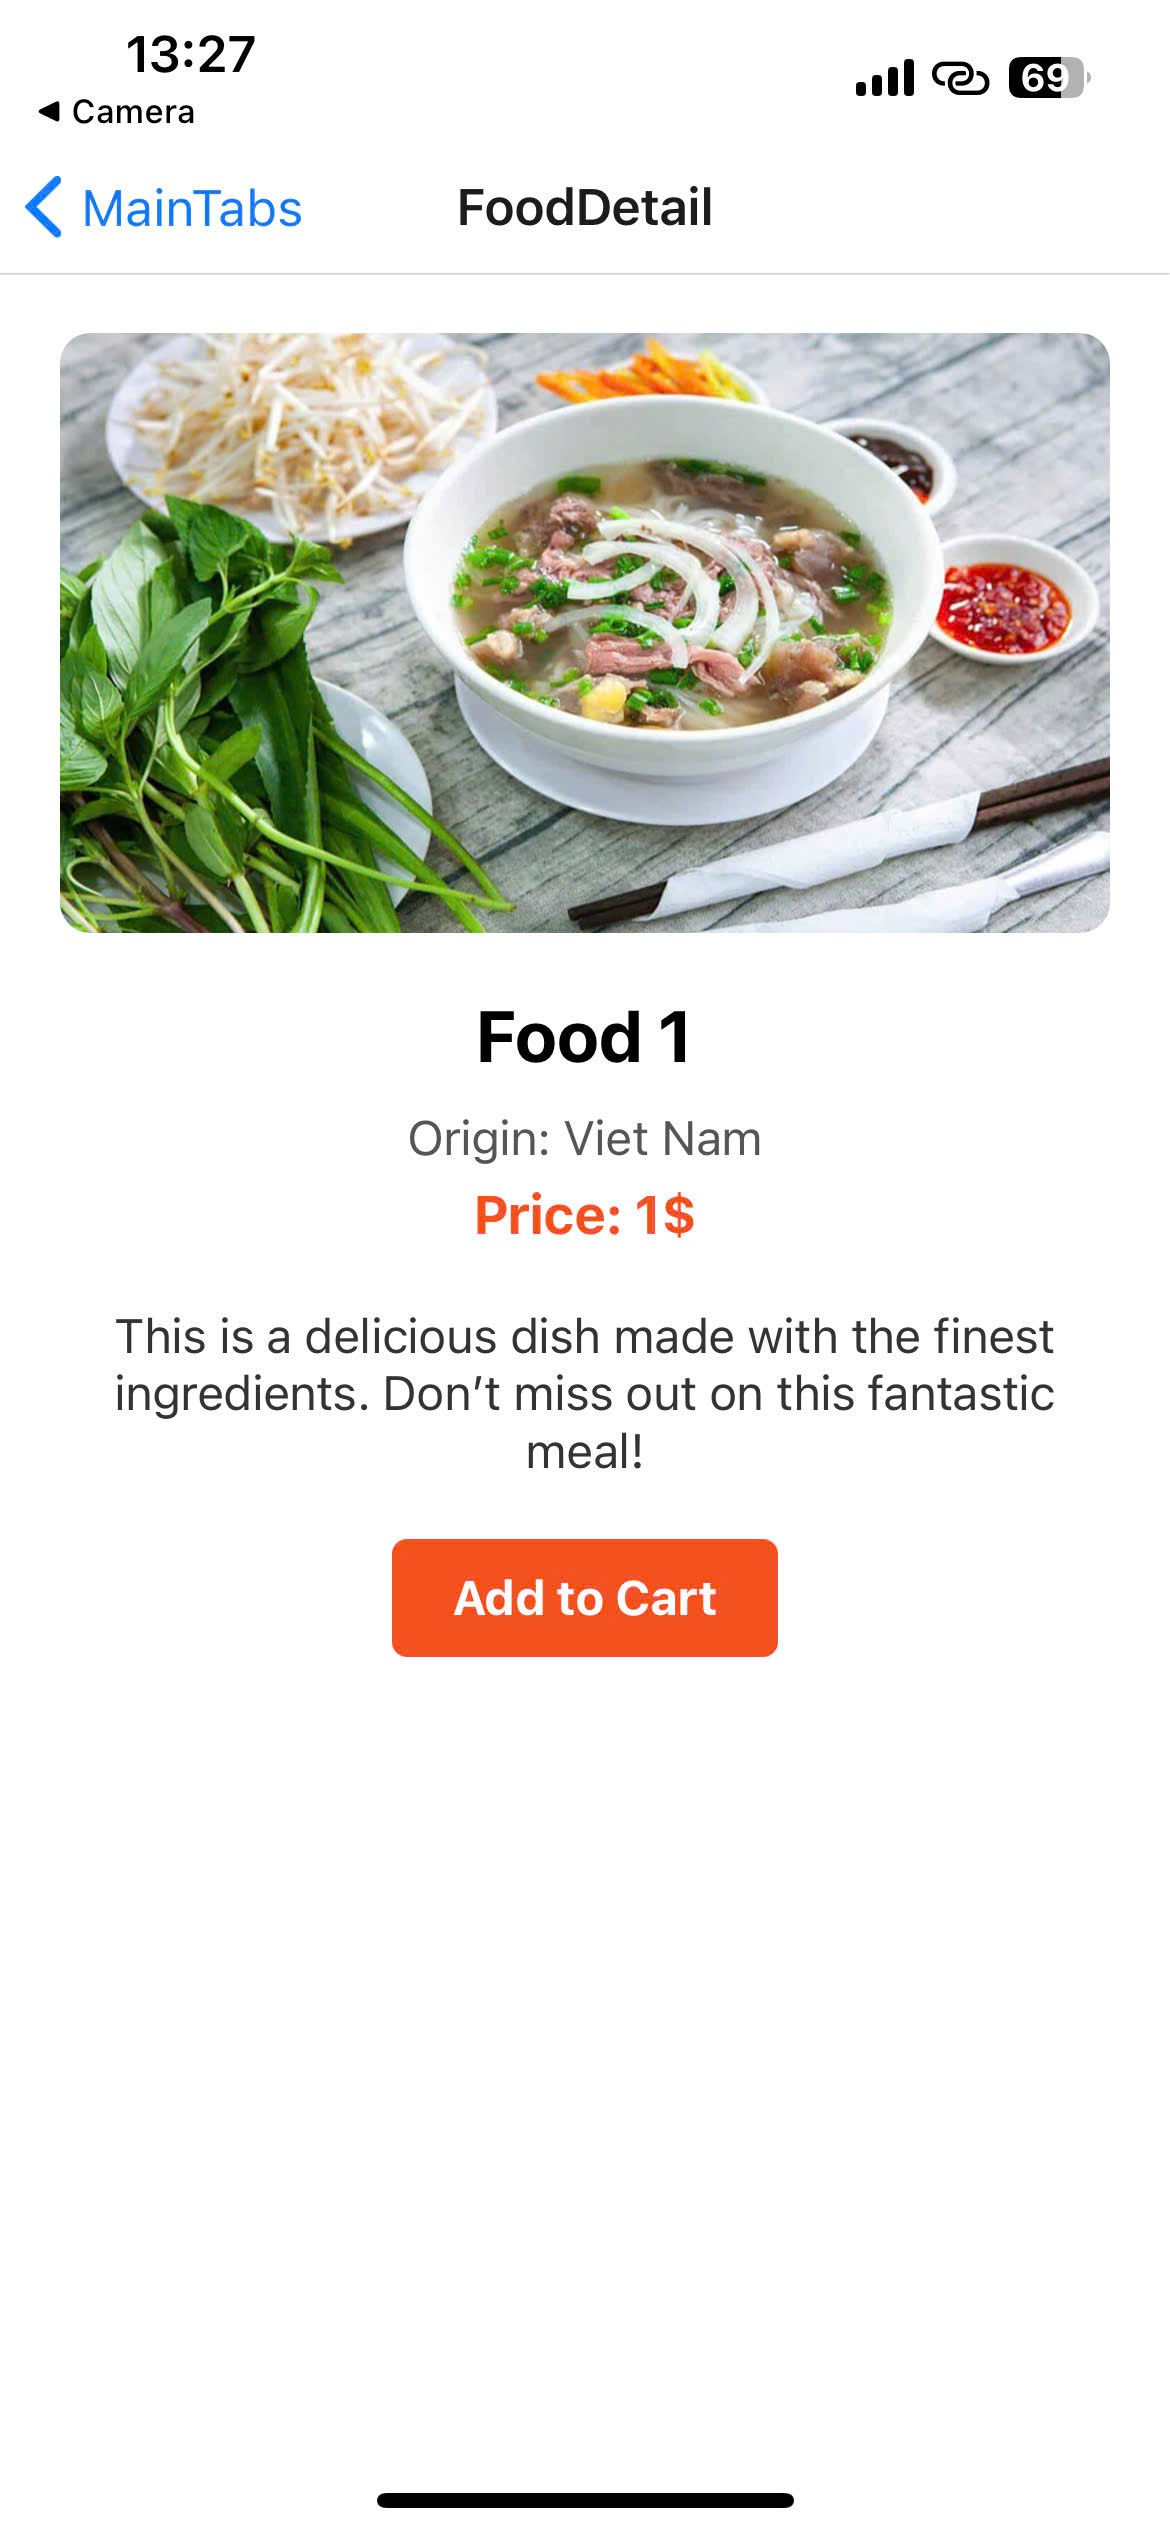 13:27
69
◀ Camera
MainTabs
FoodDetail
Food 1
Origin: Viet Nam
Price: 1$
This is a delicious dish made with the finest
ingredients. Don’t miss out on this fantastic
meal!
Add to Cart